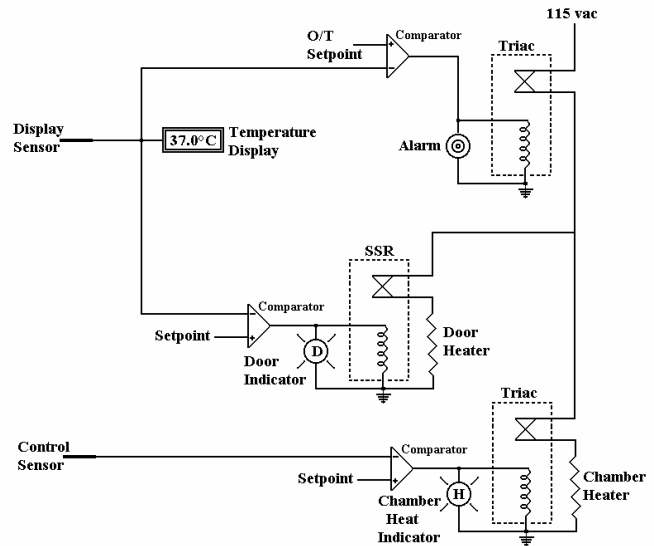 115 vac
O/T
Setpoint
+
−
Comparator
Triac
Display
Sensor
37.0°C
Temperature
Display
Alarm
SSR
Comparator
−
+
Setpoint
Door
Indicator
D
Door
Heater
Triac
Control
Sensor
Comparator
−
+
Setpoint
Chamber
Heat
Indicator
H
Chamber
Heater